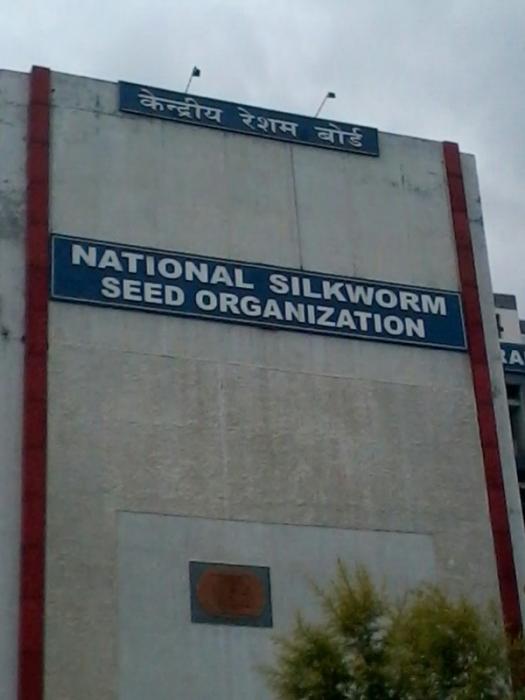 केन्द्रीय रेशम बोर्ड
NATIONAL SILKWORM
SEED ORGANIZATION